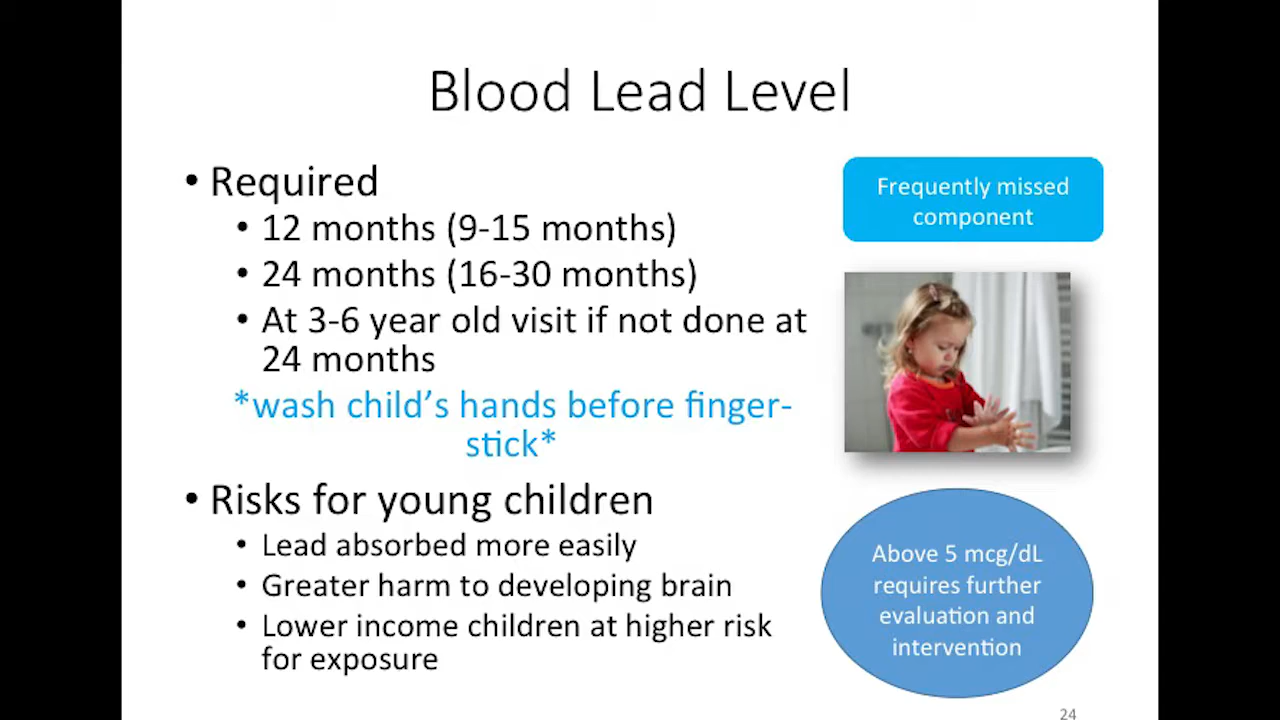 Blood Lead Level
• Required
• 12 months (9-15 months)
• 24 months (16-30 months)
• At 3-6 year old visit if not done at
24 months
*wash child's hands before finger-
stick*
• Risks for young children
• Lead absorbed more easily
• Greater harm to developing brain
• Lower income children at higher risk
for exposure
Frequently missed
component
Above 5 mcg/dL
requires further
evaluation and
intervention
24